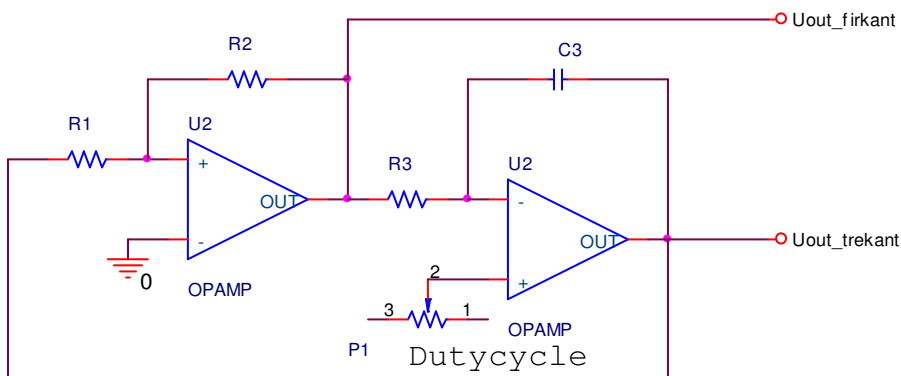 Uout_firkant
R2
C3
R1
U2
+
OUT
-
0
OPAMP
R3
U2
-
OUT
+
Uout_trekant
2
3
1
P1
OPAMP
Dutycycle